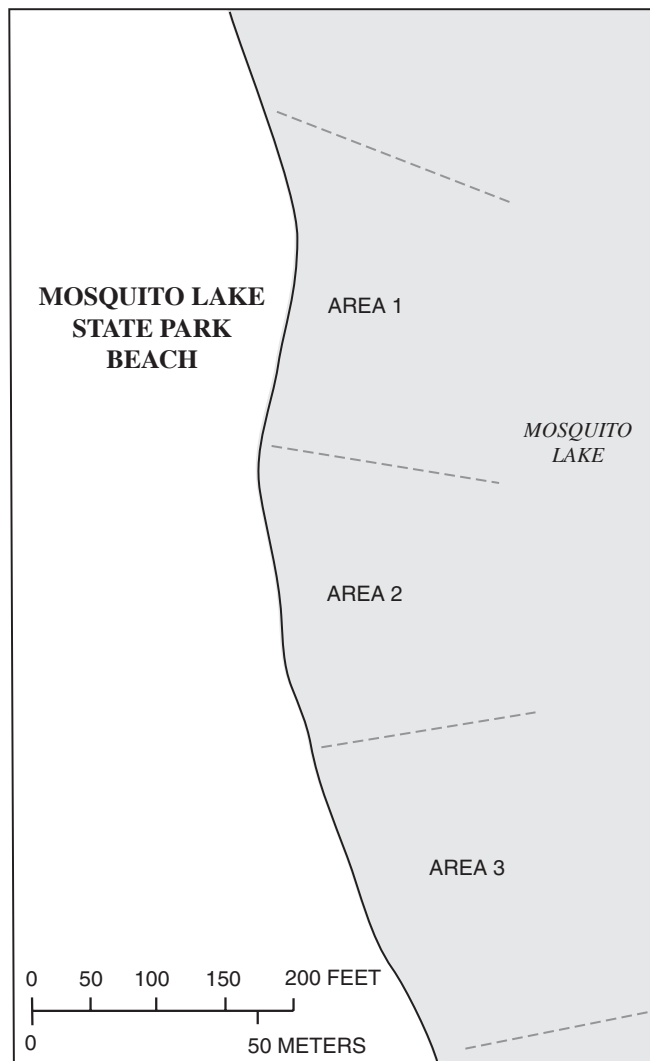 MOSQUITO LAKE
STATE PARK
BEACH
AREA 1
MOSQUITO
LAKE
AREA 2
AREA 3
0 50 100 150 200 FEET
0 50 METERS